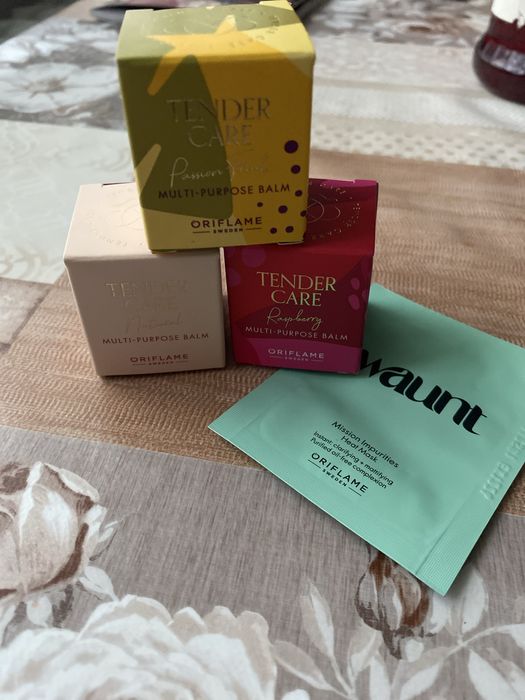 TENDER
CARE
Passion Fruit
MULTI-PURPOSE BALM
ORIFLAME
SWEDEN
TENDER
CARE
Natural
MULTI-PURPOSE BALM
ORIFLAME
SWEDEN
TENDER
CARE
Raspberry
MULTI-PURPOSE BALM
ORIFLAME
SWEDEN
waunt
Mission Impurities
Heat Mask
Instant: clarifying + mattifying
Purified oil-free complexion
ORIFLAME
SWEDEN